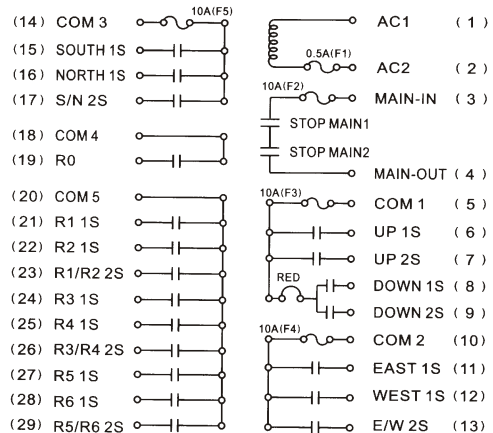 (14) COM 3 10A(F5)
(15) SOUTH 1S
(16) NORTH 1S
(17) S/N 2S
(18) COM 4
(19) R0
(20) COM 5
(21) R1 1S
(22) R2 1S
(23) R1/R2 2S
(24) R3 1S
(25) R4 1S
(26) R3/R4 2S
(27) R5 1S
(28) R6 1S
(29) R5/R6 2S
AC1 (1)
0.5A(F1)
AC2 (2)
10A(F2)
MAIN-IN (3)
STOP MAIN1
STOP MAIN2
MAIN-OUT (4)
10A(F3)
COM 1 (5)
UP 1S (6)
UP 2S (7)
RED
DOWN 1S (8)
DOWN 2S (9)
10A(F4)
COM 2 (10)
EAST 1S (11)
WEST 1S (12)
E/W 2S (13)